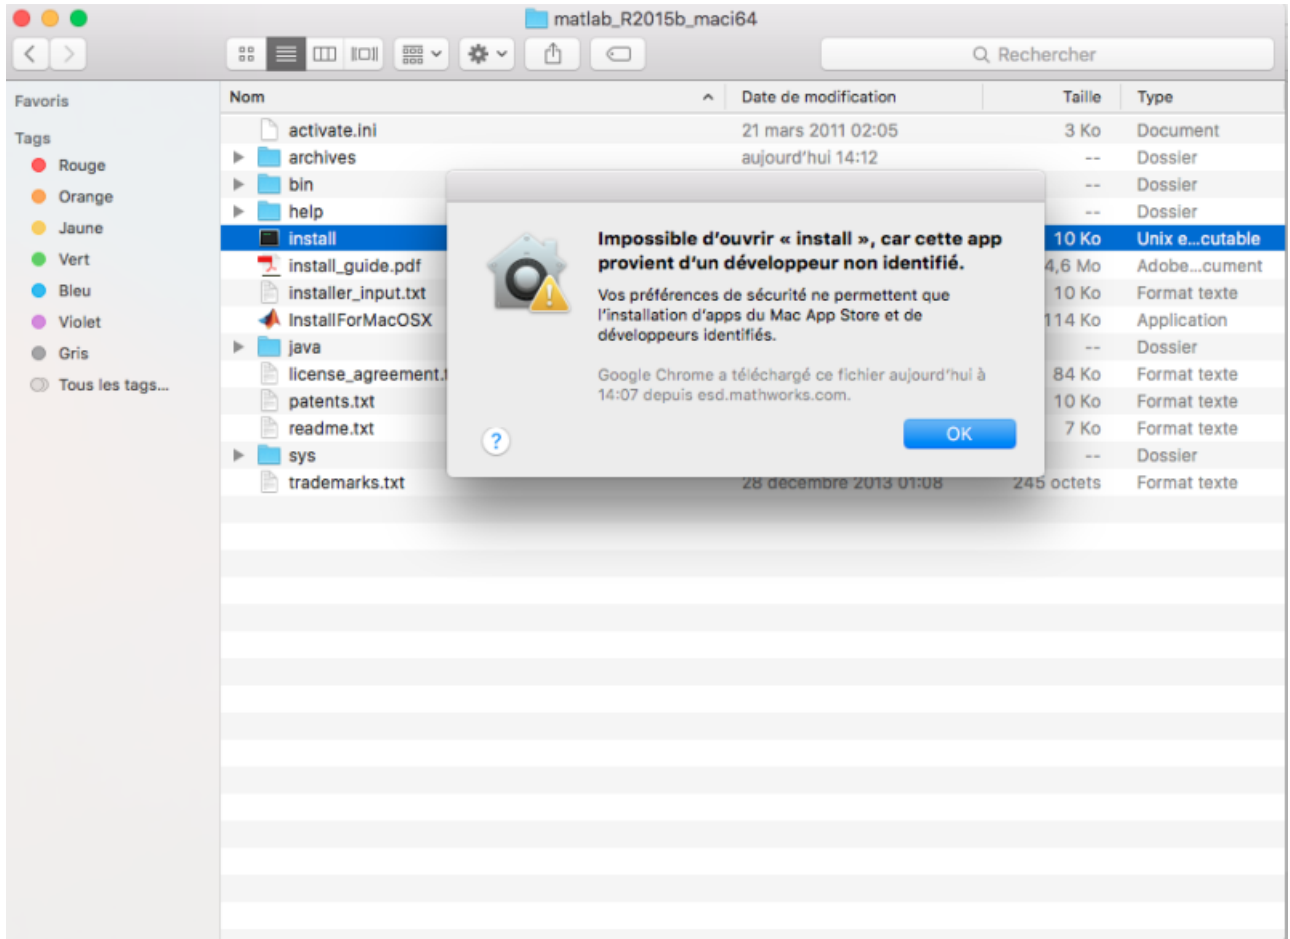 matlab_R2015b_maci64
Rechercher
Favoris
Tags
Rouge
Orange
Jaune
Vert
Bleu
Violet
Gris
Tous les tags...
Nom Date de modification Taille Type
activate.ini 21 mars 2011 02:05 3 Ko Document
archives aujourd'hui 14:12 -- Dossier
bin -- Dossier
help -- Dossier
install 10 Ko Unix e...cutable
install_guide.pdf 4,6 Mo Adobe...cument
installer_input.txt 10 Ko Format texte
InstallForMacOSX 114 Ko Application
java -- Dossier
license_agreement. 84 Ko Format texte
patents.txt 10 Ko Format texte
readme.txt 7 Ko Format texte
sys -- Dossier
trademarks.txt 28 décembre 2013 01:08 245 octets Format texte
Impossible d'ouvrir « install », car cette app
provient d'un développeur non identifié.
Vos préférences de sécurité ne permettent que
l'installation d'apps du Mac App Store et de
développeurs identifiés.
Google Chrome a téléchargé ce fichier aujourd'hui à
14:07 depuis esd.mathworks.com.
?
OK